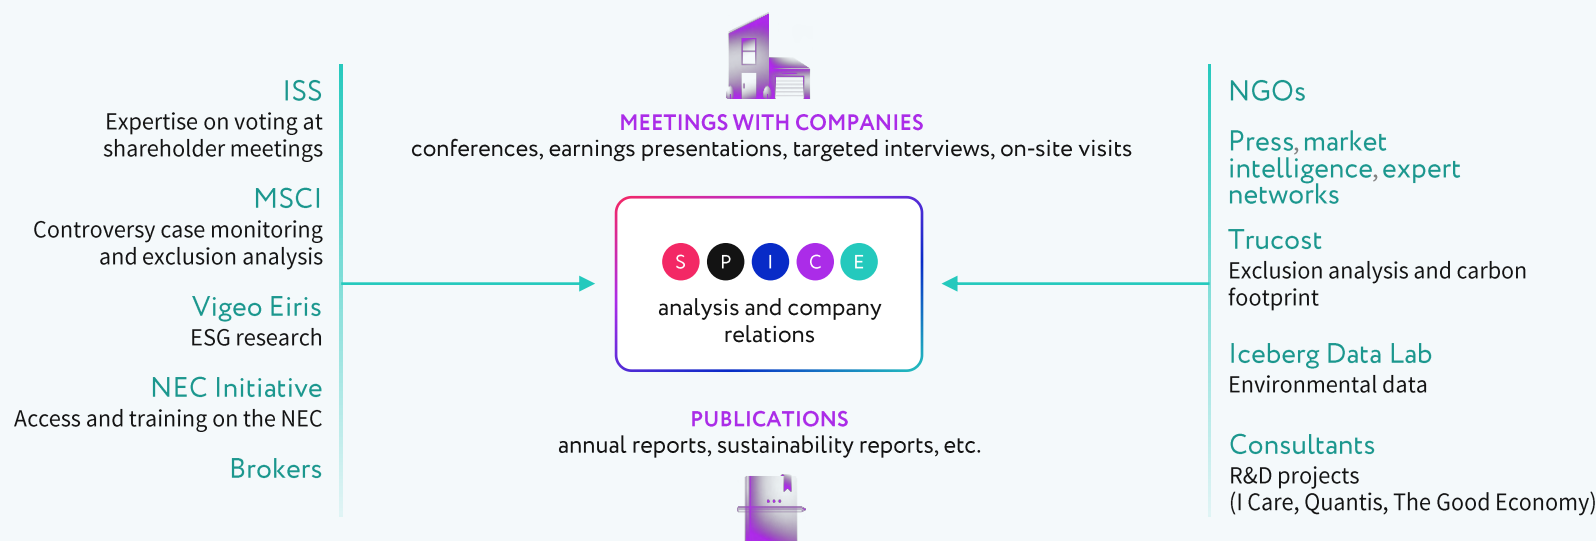 ISS
Expertise on voting at
shareholder meetings
MSCI
Controversy case monitoring
and exclusion analysis
Vigeo Eiris
ESG research
NEC Initiative
Access and training on the NEC
Brokers
MEETINGS WITH COMPANIES
conferences, earnings presentations, targeted interviews, on-site visits
S P I C E
analysis and company
relations
PUBLICATIONS
annual reports, sustainability reports, etc.
NGOs
Press, market
intelligence, expert
networks
Trucost
Exclusion analysis and carbon
footprint
Iceberg Data Lab
Environmental data
Consultants
R&D projects
(I Care, Quantis, The Good Economy)